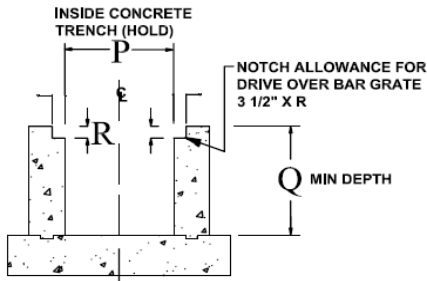 INSIDE CONCRETE
TRENCH (HOLD)
P
℄
R
NOTCH ALLOWANCE FOR
DRIVE OVER BAR GRATE
3 1/2" X R
Q MIN DEPTH